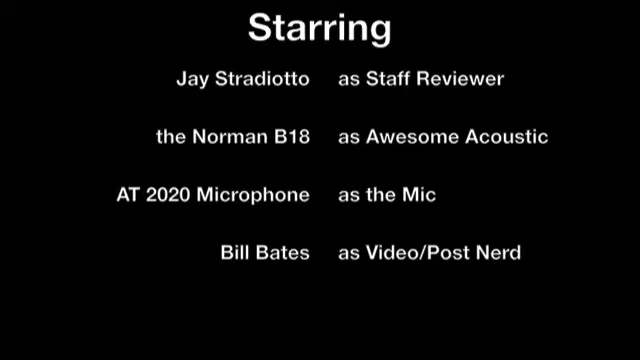 Starring
Jay Stradiotto as Staff Reviewer
the Norman B18 as Awesome Acoustic
AT 2020 Microphone as the Mic
Bill Bates as Video/Post Nerd